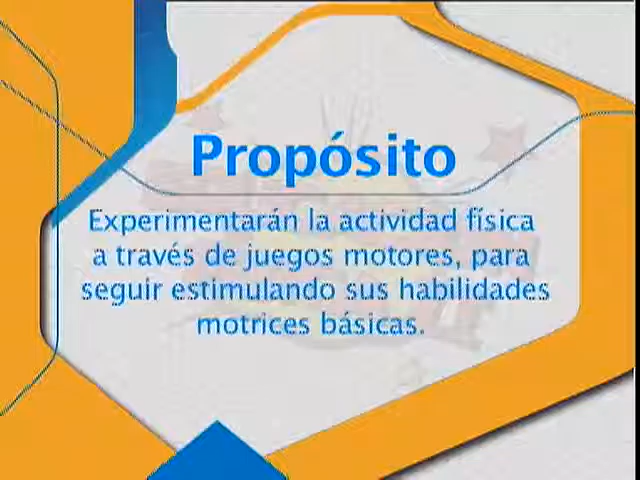 Propósito
Experimentarán la actividad física
a través de juegos motores, para
seguir estimulando sus habilidades
motrices básicas.